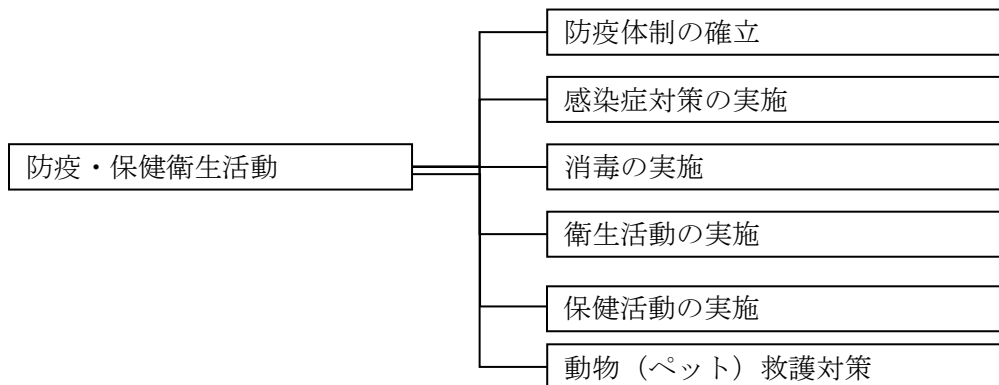 防疫体制の確立
感染症対策の実施
防疫・保健衛生活動
消毒の実施
衛生活動の実施
保健活動の実施
動物（ペット）救護対策